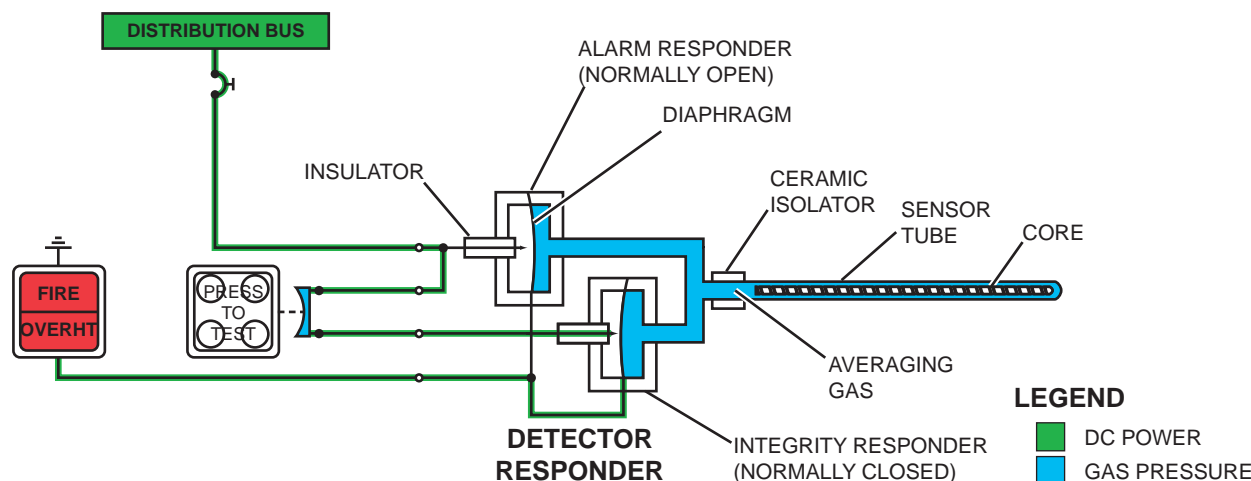 DISTRIBUTION BUS
ALARM RESPONDER
(NORMALLY OPEN)
DIAPHRAGM
INSULATOR
CERAMIC
ISOLATOR
SENSOR
TUBE
CORE
FIRE
OVERHT
PRESS
TO
TEST
AVERAGING
GAS
DETECTOR
RESPONDER
INTEGRITY RESPONDER
(NORMALLY CLOSED)
LEGEND
DC POWER
GAS PRESSURE